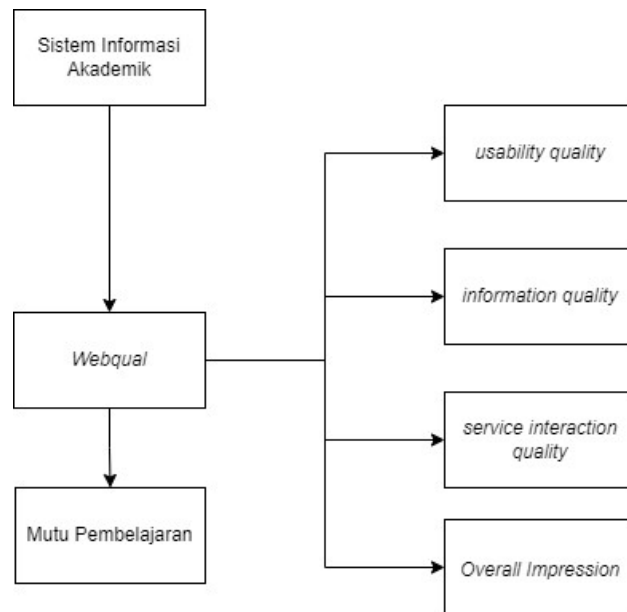 Sistem Informasi
Akademik
usability quality
information quality
Webqual
service interaction
quality
Mutu Pembelajaran
Overall Impression